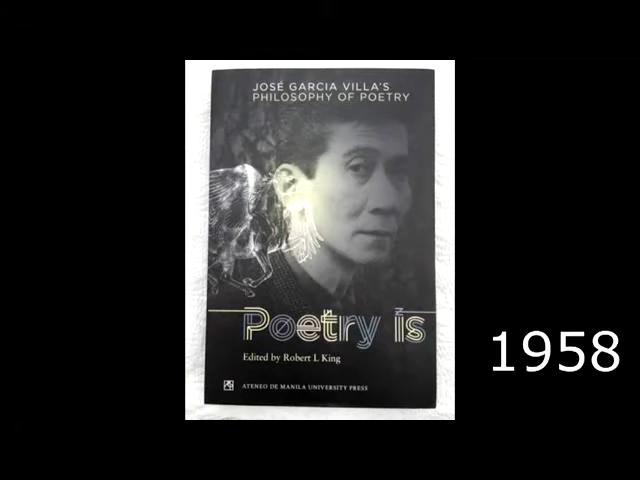 JOSÉ GARCIA VILLA'S
PHILOSOPHY OF POETRY
Poetry is
Edited by Robert L King
ATENEO DE MANILA UNIVERSITY PRESS
1958